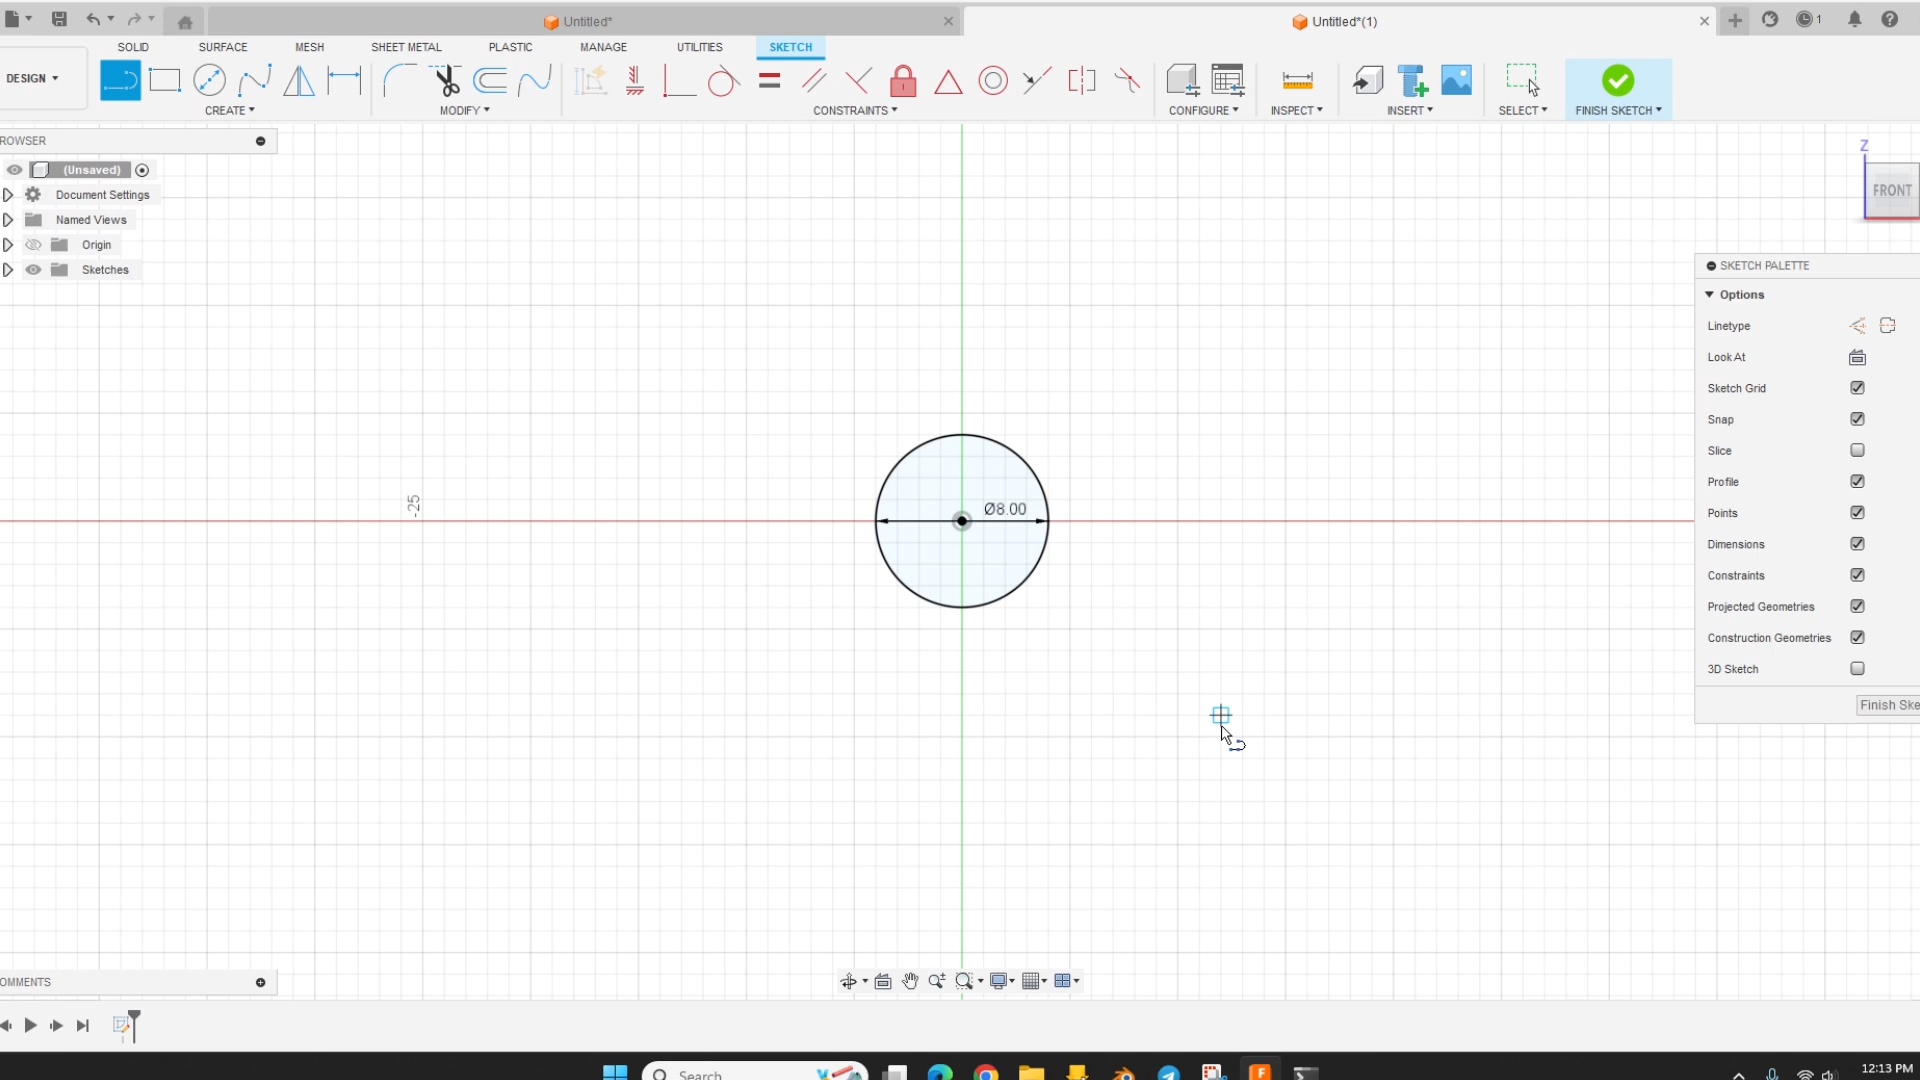 Untitled*
Untitled*(1)
1
SOLID
SURFACE
MESH
SHEET METAL
PLASTIC
MANAGE
UTILITIES
SKETCH
DESIGN
CREATE
MODIFY
CONSTRAINTS
CONFIGURE
INSPECT
INSERT
SELECT
FINISH SKETCH
ROWSER
(Unsaved)
Document Settings
Named Views
Origin
Sketches
Z
FRONT
SKETCH PALETTE
Options
Linetype
Look At
Sketch Grid
Snap
Slice
Profile
Points
Dimensions
Constraints
Projected Geometries
Construction Geometries
3D Sketch
Finish Ske
-25
Ø8.00
OMMENTS
Search
F
12:13 PM